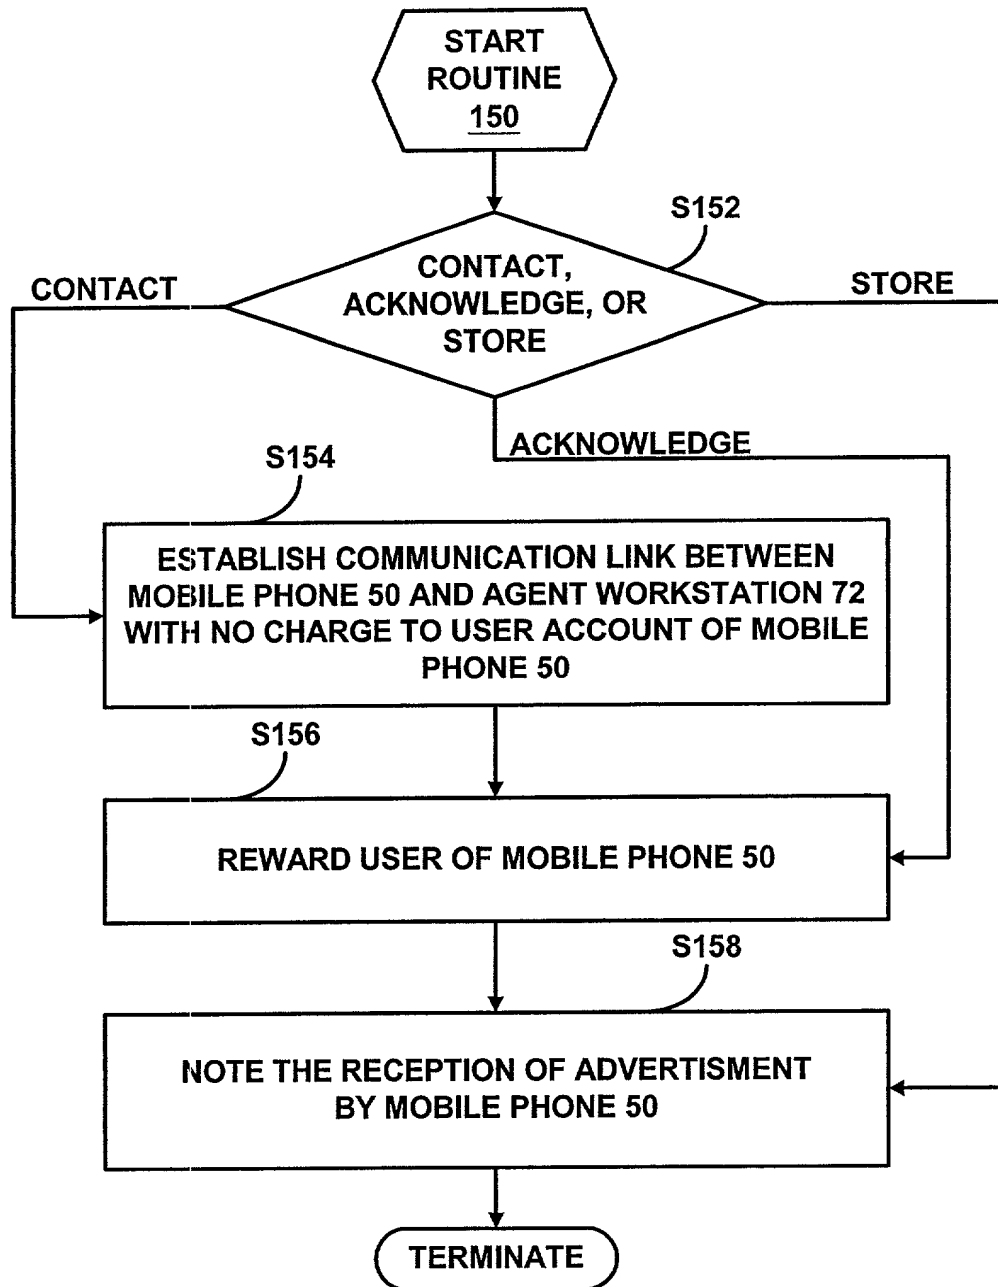 START
ROUTINE
150
S152
CONTACT,
ACKNOWLEDGE, OR
STORE
CONTACT
STORE
ACKNOWLEDGE
S154
ESTABLISH COMMUNICATION LINK BETWEEN
MOBILE PHONE 50 AND AGENT WORKSTATION 72
WITH NO CHARGE TO USER ACCOUNT OF MOBILE
PHONE 50
S156
REWARD USER OF MOBILE PHONE 50
S158
NOTE THE RECEPTION OF ADVERTISMENT
BY MOBILE PHONE 50
TERMINATE